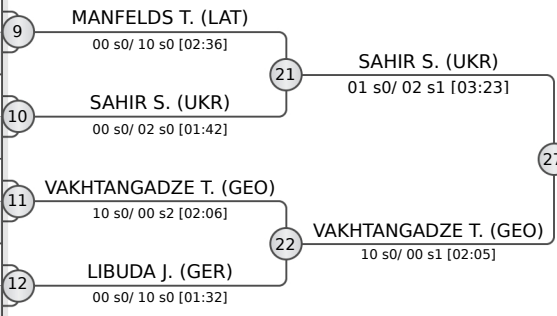 9
MANFELDS T. (LAT)
00 s0/ 10 s0 [02:36]
21
SAHIR S. (UKR)
01 s0/ 02 s1 [03:23]
10
SAHIR S. (UKR)
00 s0/ 02 s0 [01:42]
27
11
VAKHTANGADZE T. (GEO)
10 s0/ 00 s2 [02:06]
22
VAKHTANGADZE T. (GEO)
10 s0/ 00 s1 [02:05]
12
LIBUDA J. (GER)
00 s0/ 10 s0 [01:32]